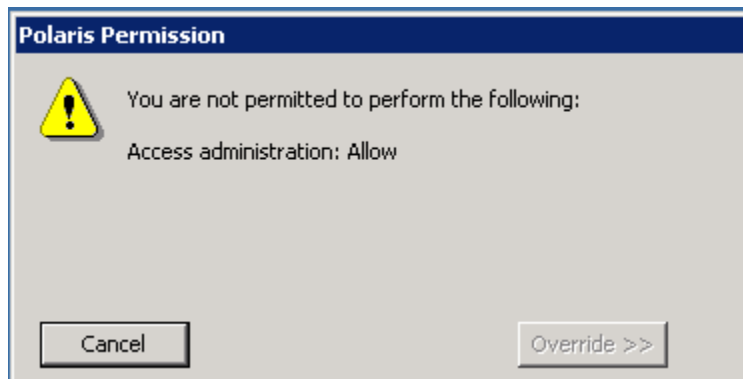 Polaris Permission
You are not permitted to perform the following:
Access administration: Allow
Cancel
Override >>